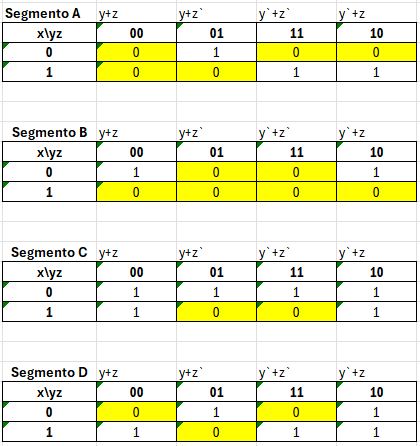 Segmento A y+z y+z` y`+z` y`+z
x\yz 00 01 11 10
0 0 1 0 0
1 0 0 1 1
Segmento B y+z y+z` y`+z` y`+z
x\yz 00 01 11 10
0 1 0 0 1
1 0 0 0 0
Segmento C y+z y+z` y`+z` y`+z
x\yz 00 01 11 10
0 1 1 1 1
1 1 0 0 1
Segmento D y+z y+z` y`+z` y`+z
x\yz 00 01 11 10
0 0 1 0 1
1 1 0 1 1